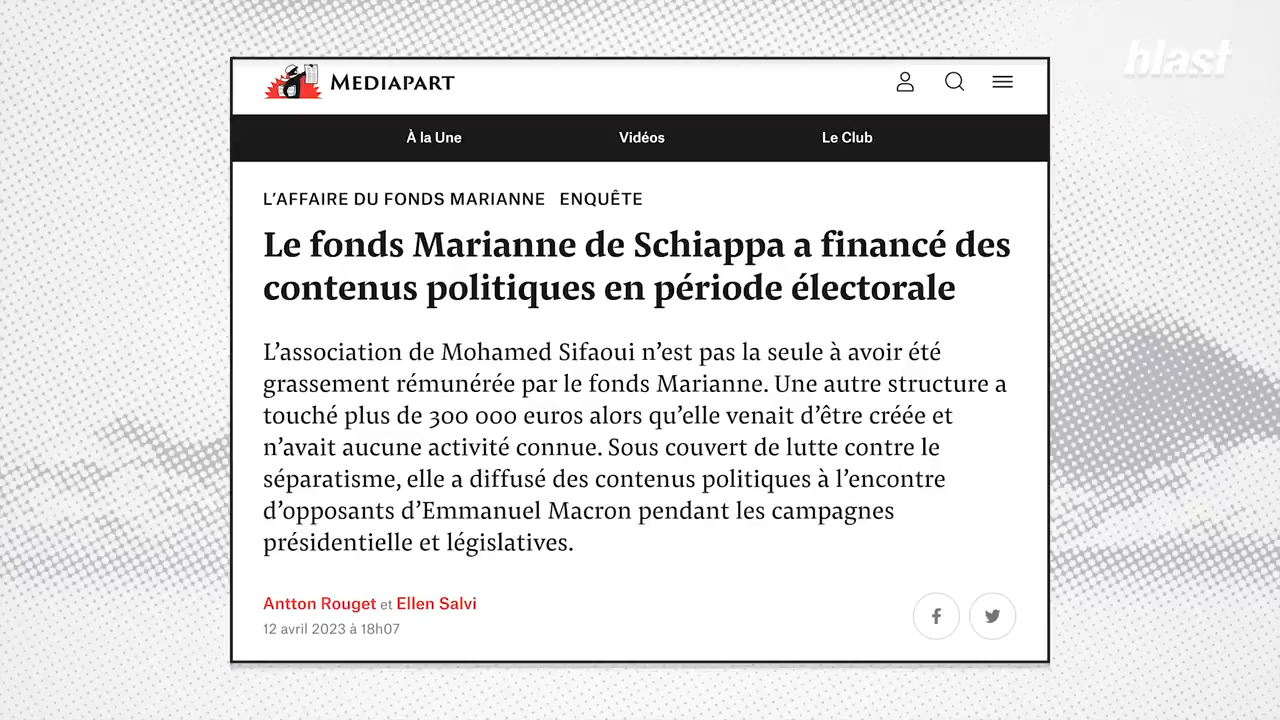 blast
MEDIAPART
À la Une
Vidéos
Le Club
L’AFFAIRE DU FONDS MARIANNE ENQUÊTE
Le fonds Marianne de Schiappa a financé des
contenus politiques en période électorale
L’association de Mohamed Sifaoui n’est pas la seule à avoir été
grassement rémunérée par le fonds Marianne. Une autre structure a
touché plus de 300 000 euros alors qu’elle venait d’être créée et
n’avait aucune activité connue. Sous couvert de lutte contre le
séparatisme, elle a diffusé des contenus politiques à l’encontre
d’opposants d’Emmanuel Macron pendant les campagnes
présidentielle et législatives.
Antton Rouget et Ellen Salvi
12 avril 2023 à 18h07